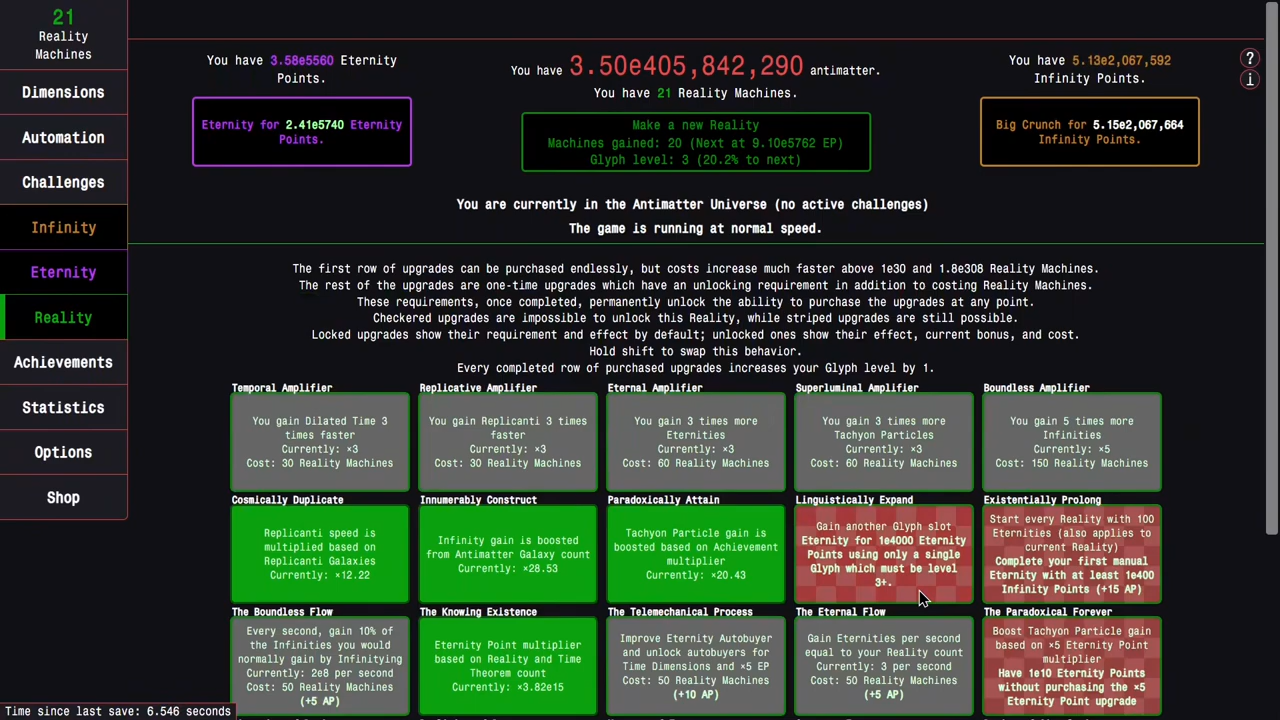 21
Reality
Machines
Dimensions
Automation
Challenges
Infinity
Eternity
Reality
Achievements
Statistics
Options
Shop
You have 3.58e5560 Eternity
Points.
Eternity for 2.41e5740 Eternity
Points.
You have 3.50e405,842,290 antimatter.
You have 21 Reality Machines.
Make a new Reality
Machines gained: 20 (Next at 9.10e5762 EP)
Glyph level: 3 (20.2% to next)
You have 5.13e2,067,592
Infinity Points.
Big Crunch for 5.15e2,067,664
Infinity Points.
?
i
You are currently in the Antimatter Universe (no active challenges)
The game is running at normal speed.
The first row of upgrades can be purchased endlessly, but costs increase much faster above 1e30 and 1.8e308 Reality Machines.
The rest of the upgrades are one-time upgrades which have an unlocking requirement in addition to costing Reality Machines.
These requirements, once completed, permanently unlock the ability to purchase the upgrades at any point.
Checkered upgrades are impossible to unlock this Reality, while striped upgrades are still possible.
Locked upgrades show their requirement and effect by default; unlocked ones show their effect, current bonus, and cost.
Hold shift to swap this behavior.
Every completed row of purchased upgrades increases your Glyph level by 1.
Temporal Amplifier
You gain Dilated Time 3
times faster
Currently: ×3
Cost: 30 Reality Machines
Replicative Amplifier
You gain Replicanti 3 times
faster
Currently: ×3
Cost: 30 Reality Machines
Eternal Amplifier
You gain 3 times more
Eternities
Currently: ×3
Cost: 60 Reality Machines
Superluminal Amplifier
You gain 3 times more
Tachyon Particles
Currently: ×3
Cost: 60 Reality Machines
Boundless Amplifier
You gain 5 times more
Infinities
Currently: ×5
Cost: 150 Reality Machines
Cosmically Duplicate
Replicanti speed is
multiplied based on
Replicanti Galaxies
Currently: ×12.22
Innumerably Construct
Infinity gain is boosted
from Antimatter Galaxy count
Currently: ×28.53
Paradoxically Attain
Tachyon Particle gain is
boosted based on Achievement
multiplier
Currently: ×20.43
Linguistically Expand
Gain another Glyph slot
Eternity for 1e4000 Eternity
Points using only a single
Glyph which must be level
3+.
Existentially Prolong
Start every Reality with 100
Eternities (also applies to
current Reality)
Complete your first manual
Eternity with at least 1e400
Infinity Points (+15 AP)
The Boundless Flow
Every second, gain 10% of
the Infinities you would
normally gain by Infinitying
Currently: 2e8 per second
Cost: 50 Reality Machines
(+5 AP)
The Knowing Existence
Eternity Point multiplier
based on Reality and Time
Theorem count
Currently: ×3.82e15
The Telemechanical Process
Improve Eternity Autobuyer
and unlock autobuyers for
Time Dimensions and ×5 EP
Cost: 50 Reality Machines
(+10 AP)
The Eternal Flow
Gain Eternities per second
equal to your Reality count
Currently: 3 per second
Cost: 50 Reality Machines
(+5 AP)
The Paradoxical Forever
Boost Tachyon Particle gain
based on ×5 Eternity Point
multiplier
Have 1e10 Eternity Points
without purchasing the ×5
Eternity Point upgrade
Time since last save: 6.546 seconds